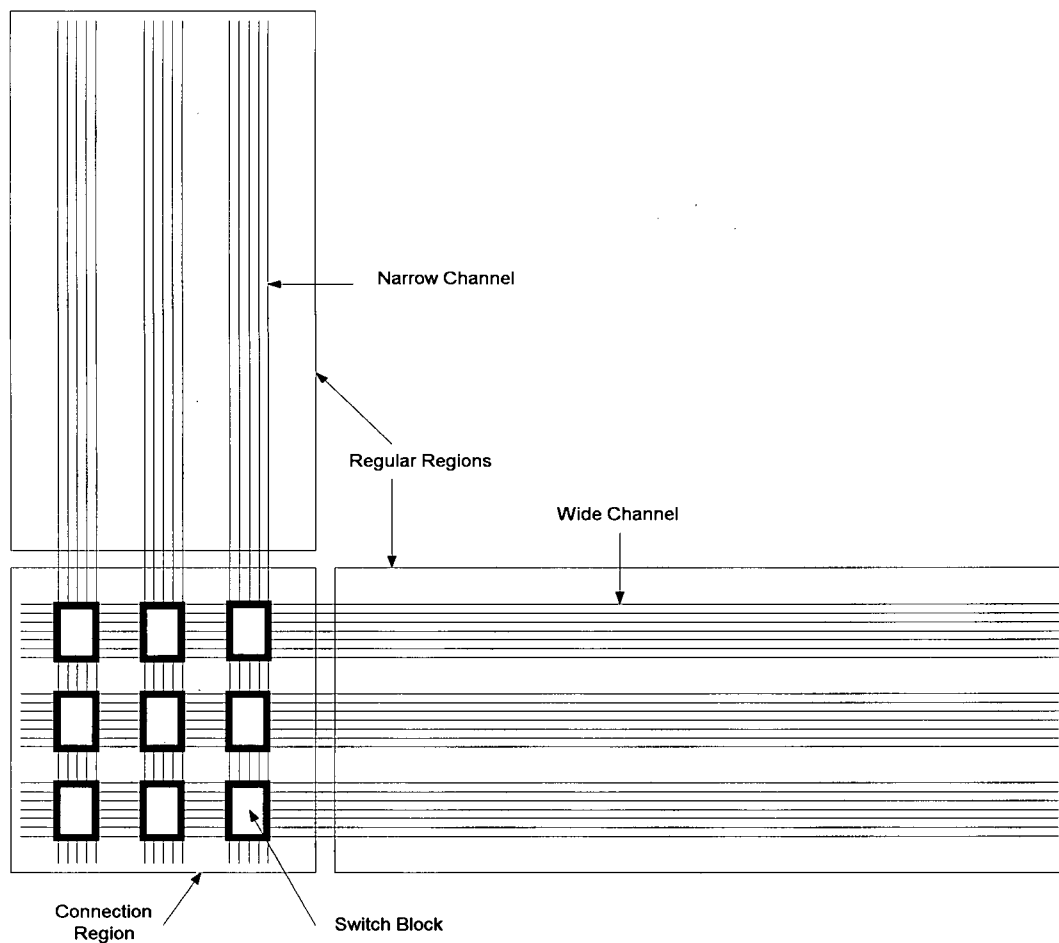 Narrow Channel
Regular Regions
Wide Channel
Connection
Region
Switch Block